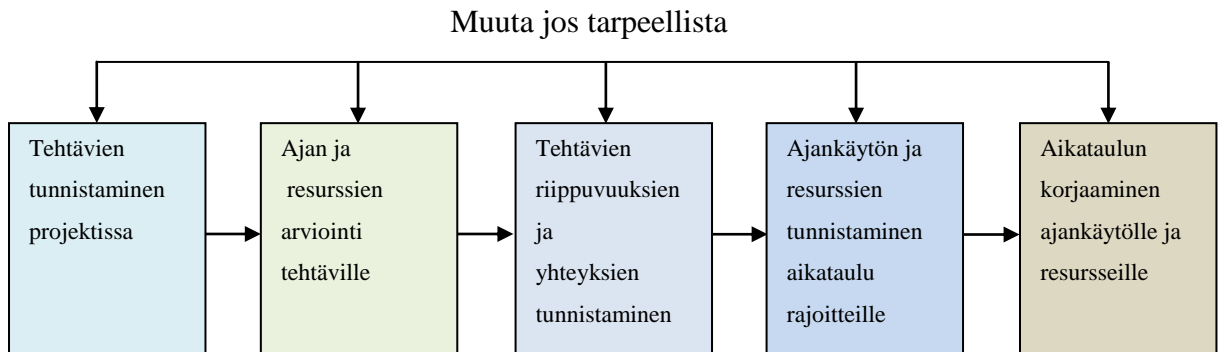 Muuta jos tarpeellista
Tehtävien
tunnistaminen
projektissa
Ajan ja
resurssien
arviointi
tehtäville
Tehtävien
riippuvuuksien
ja
yhteyksien
tunnistaminen
Ajankäytön ja
resurssien
tunnistaminen
aikataulu
rajoitteille
Aikataulun
korjaaminen
ajankäytölle ja
resursseille